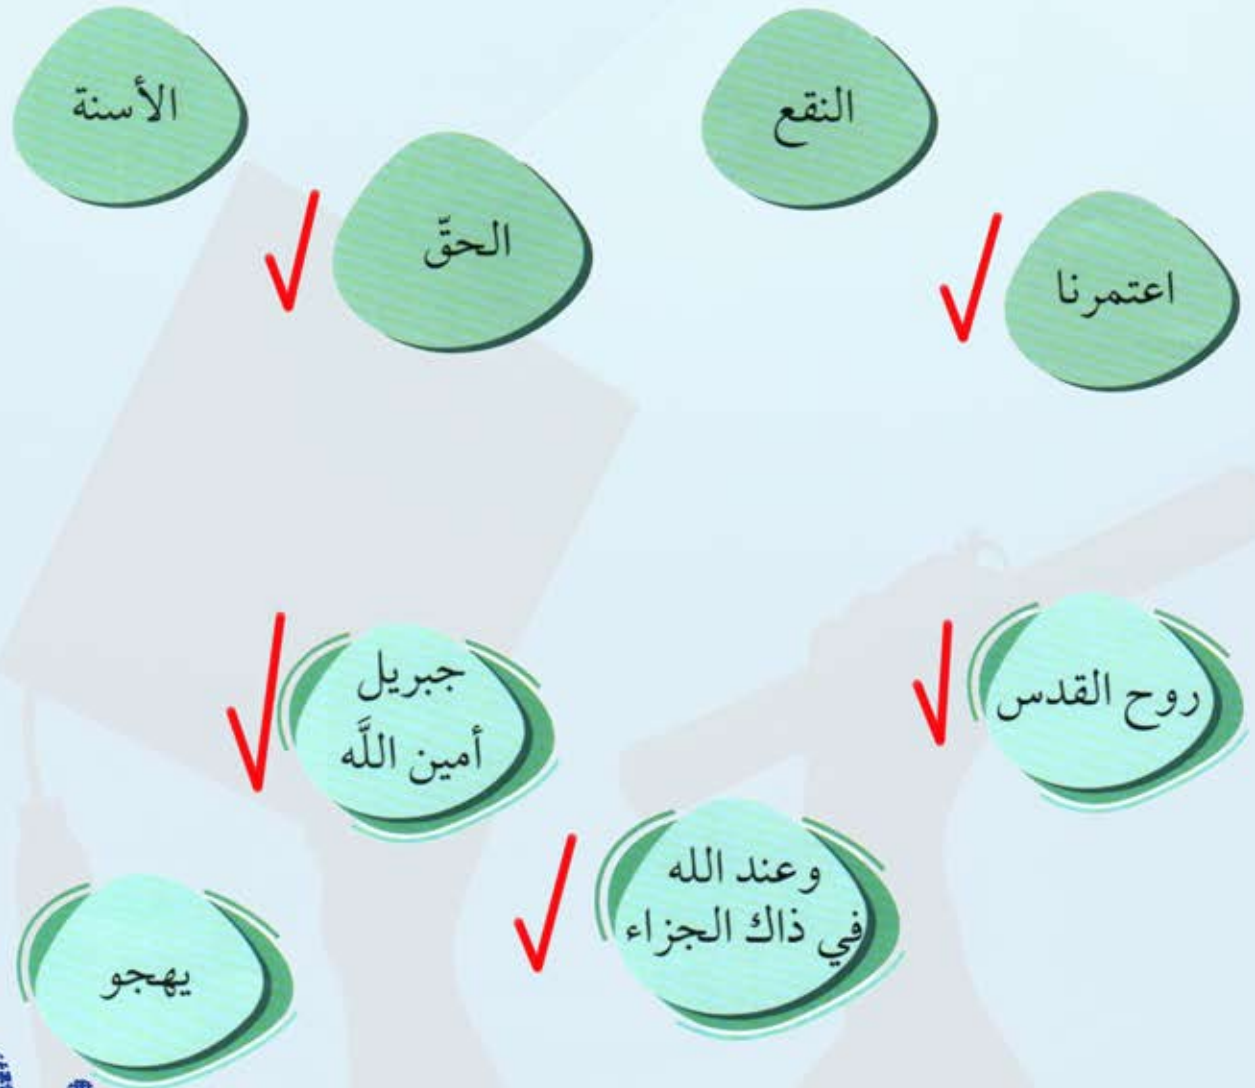 النقع
الأسنة
الحقّ
اعتمرنا
روح القدس
جبريل
أمين اللَّه
وعند الله
في ذاك الجزاء
يهجو